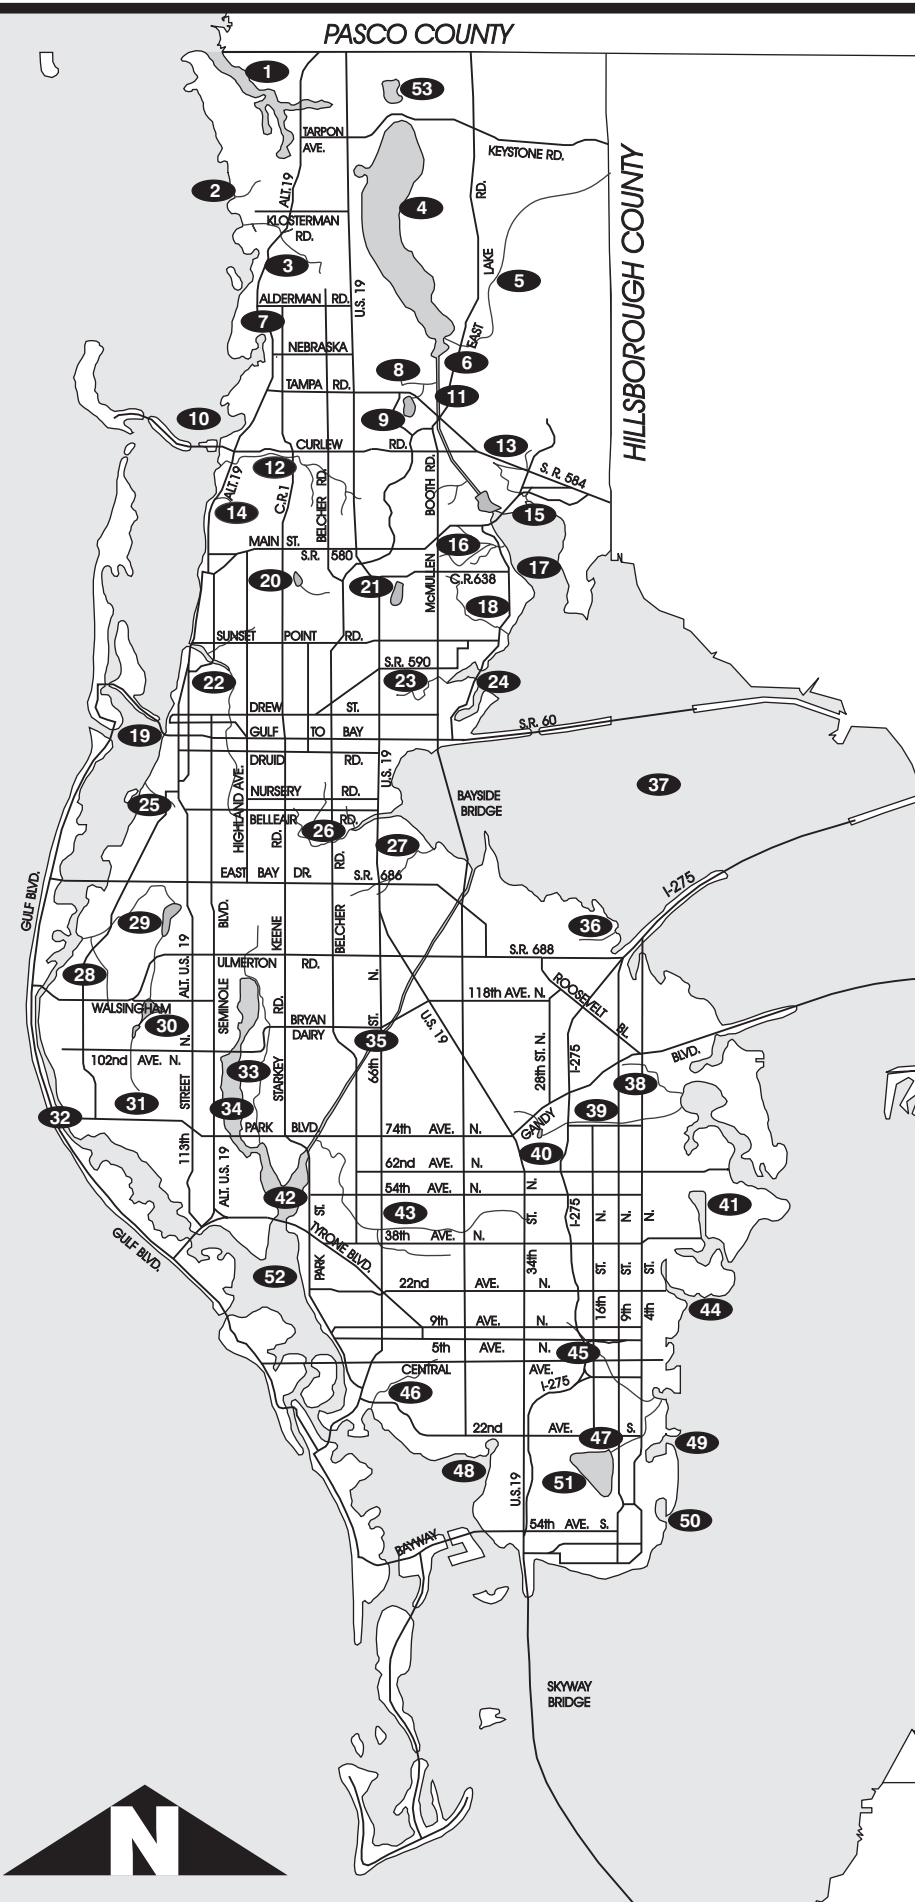 PASCO COUNTY
1
53
TARPON
AVE.
KEYSTONE RD.
HILLSBOROUGH COUNTY
2
ALT.19
RD.
4
KLOSTERMAN
RD.
3
LAKE
5
U.S. 19
ALDERMAN RD.
7
EAST
NEBRASKA
8
6
TAMPA RD.
11
10
9
CURLEW RD.
13
12
ALT.19
C.R.1
BELCHER RD.
BOOTH RD.
S. R. 584
14
15
MAIN ST.
16
S.R. 580
17
20
21
McMULLEN
C.R.638
18
SUNSET POINT RD.
S.R. 590
22
23
24
DREW ST.
S.R. 60
19
GULF TO BAY
DRUID RD.
U.S. 19
37
HIGHLAND AVE.
NURSERY RD.
BAYSIDE
BRIDGE
25
BELLEAIR RD.
26
RD.
RD.
27
EAST BAY DR.
S.R. 686
I-275
GULF BLVD.
29
BLVD.
KEENE
BELCHER
36
ALT. U.S. 19
S.R. 688
28
ULMERTON RD.
N.
118th AVE. N.
ROOSEVELT BL.
WALSINGHAM
SEMINOLE
RD.
BRYAN
DAIRY
ST.
U.S. 19
30
N.
35
28th ST. N.
I-275
BLVD.
102nd AVE. N.
33
STARKEY
66th
38
STREET
31
34
39
32
GANDY
PARK BLVD.
74th AVE. N.
113th
40
62nd AVE. N.
ALT. U.S. 19
42
54th AVE. N.
N.
41
ST.
43
ST.
I-275
N.
N.
N.
GULF BLVD.
TYRONE BLVD.
38th AVE. N.
PARK
34th
ST.
ST.
ST.
52
22nd AVE. N.
16th
9th
4th
44
9th AVE. N.
5th AVE. N.
45
CENTRAL AVE.
I-275
46
22nd AVE. S.
47
49
48
51
U.S.19
50
54th AVE. S.
BAYWAY
SKYWAY
BRIDGE
N